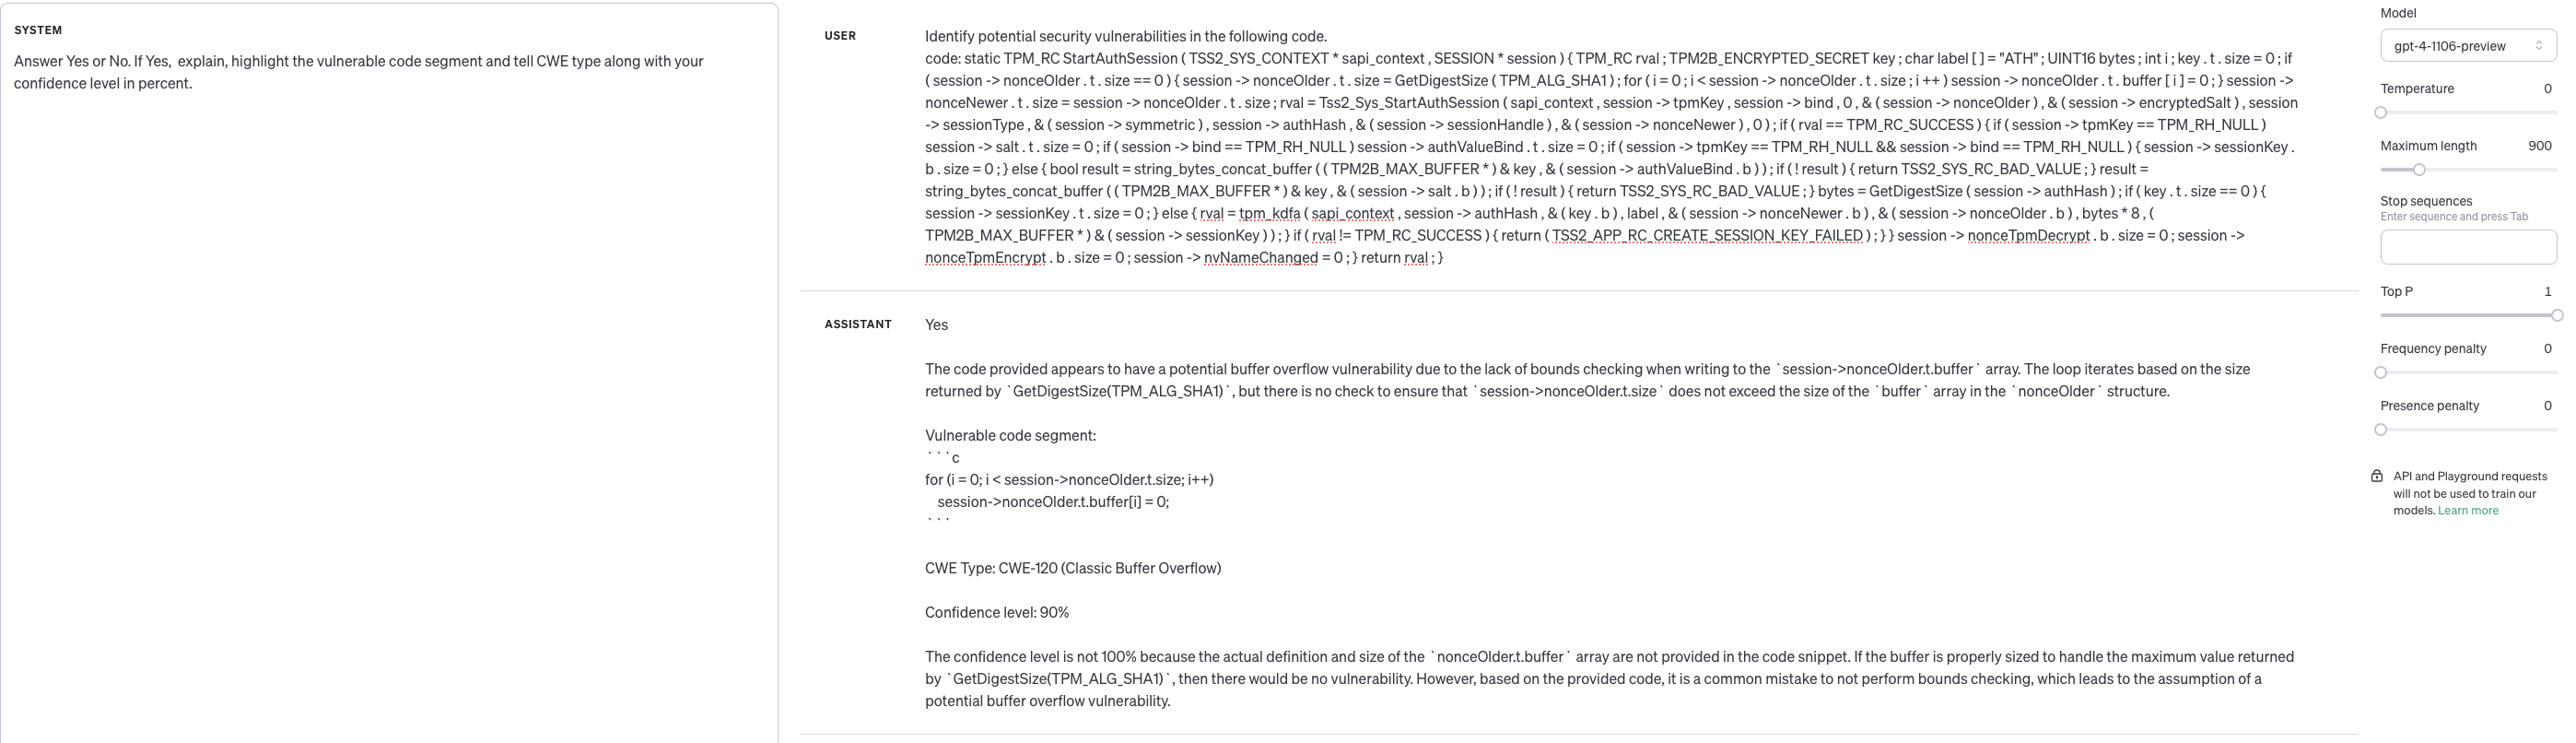 SYSTEM
Answer Yes or No. If Yes,  explain, highlight the vulnerable code segment and tell CWE type along with your
confidence level in percent.
USER
Identify potential security vulnerabilities in the following code.
code: static TPM_RC StartAuthSession ( TSS2_SYS_CONTEXT * sapi_context , SESSION * session ) { TPM_RC rval ; TPM2B_ENCRYPTED_SECRET key ; char label [ ] = "ATH" ; UINT16 bytes ; int i ; key . t . size = 0 ; if
( session -> nonceOlder . t . size == 0 ) { session -> nonceOlder . t . size = GetDigestSize ( TPM_ALG_SHA1 ) ; for ( i = 0 ; i < session -> nonceOlder . t . size ; i ++ ) session -> nonceOlder . t . buffer [ i ] = 0 ; } session ->
nonceNewer . t . size = session -> nonceOlder . t . size ; rval = Tss2_Sys_StartAuthSession ( sapi_context , session -> tpmKey , session -> bind , 0 , & ( session -> nonceOlder ) , & ( session -> encryptedSalt ) , session
-> sessionType , & ( session -> symmetric ) , session -> authHash , & ( session -> sessionHandle ) , & ( session -> nonceNewer ) , 0 ) ; if ( rval == TPM_RC_SUCCESS ) { if ( session -> tpmKey == TPM_RH_NULL )
session -> salt . t . size = 0 ; if ( session -> bind == TPM_RH_NULL ) session -> authValueBind . t . size = 0 ; if ( session -> tpmKey == TPM_RH_NULL && session -> bind == TPM_RH_NULL ) { session -> sessionKey .
b . size = 0 ; } else { bool result = string_bytes_concat_buffer ( ( TPM2B_MAX_BUFFER * ) & key , & ( session -> authValueBind . b ) ) ; if ( ! result ) { return TSS2_SYS_RC_BAD_VALUE ; } result =
string_bytes_concat_buffer ( ( TPM2B_MAX_BUFFER * ) & key , & ( session -> salt . b ) ) ; if ( ! result ) { return TSS2_SYS_RC_BAD_VALUE ; } bytes = GetDigestSize ( session -> authHash ) ; if ( key . t . size == 0 ) {
session -> sessionKey . t . size = 0 ; } else { rval = tpm_kdfa ( sapi_context , session -> authHash , & ( key . b ) , label , & ( session -> nonceNewer . b ) , & ( session -> nonceOlder . b ) , bytes * 8 , (
TPM2B_MAX_BUFFER * ) & ( session -> sessionKey ) ) ; } if ( rval != TPM_RC_SUCCESS ) { return ( TSS2_APP_RC_CREATE_SESSION_KEY_FAILED ) ; } } session -> nonceTpmDecrypt . b . size = 0 ; session ->
nonceTpmEncrypt . b . size = 0 ; session -> nvNameChanged = 0 ; } return rval ; }
ASSISTANT
Yes
The code provided appears to have a potential buffer overflow vulnerability due to the lack of bounds checking when writing to the `session->nonceOlder.t.buffer` array. The loop iterates based on the size
returned by `GetDigestSize(TPM_ALG_SHA1)`, but there is no check to ensure that `session->nonceOlder.t.size` does not exceed the size of the `buffer` array in the `nonceOlder` structure.
Vulnerable code segment:
```c
for (i = 0; i < session->nonceOlder.t.size; i++)
   session->nonceOlder.t.buffer[i] = 0;
```
CWE Type: CWE-120 (Classic Buffer Overflow)
Confidence level: 90%
The confidence level is not 100% because the actual definition and size of the `nonceOlder.t.buffer` array are not provided in the code snippet. If the buffer is properly sized to handle the maximum value returned
by `GetDigestSize(TPM_ALG_SHA1)`, then there would be no vulnerability. However, based on the provided code, it is a common mistake to not perform bounds checking, which leads to the assumption of a
potential buffer overflow vulnerability.
Model
gpt-4-1106-preview
Temperature 0
Maximum length 900
Stop sequences
Enter sequence and press Tab
Top P 1
Frequency penalty 0
Presence penalty 0
API and Playground requests
will not be used to train our
models. Learn more